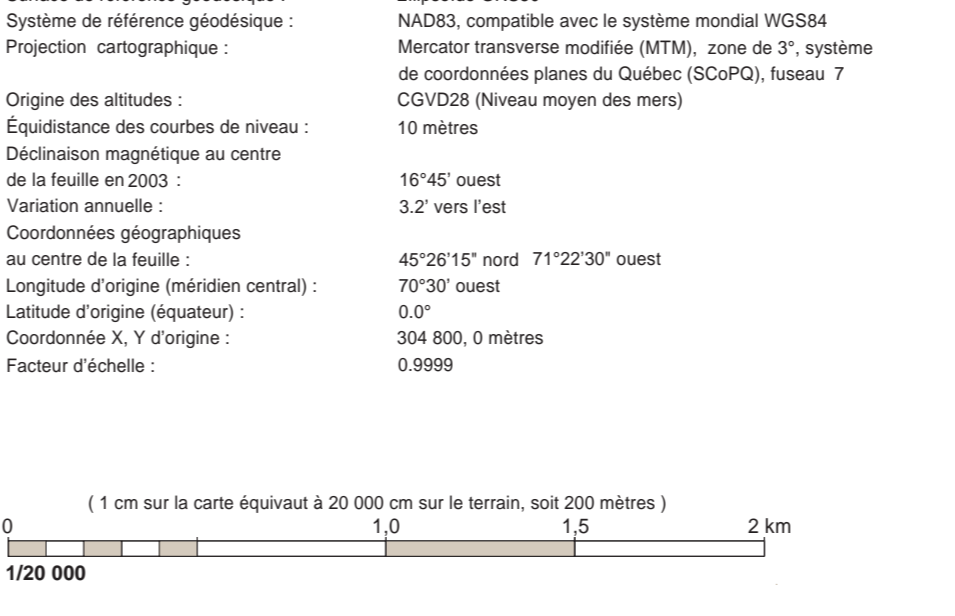 Système de référence géodésique : NAD83, compatible avec le système mondial WGS84
Projection cartographique : Mercator transverse modifiée (MTM), zone de 3°, système
de coordonnées planes du Québec (SCoPQ), fuseau 7
Origine des altitudes : CGVD28 (Niveau moyen des mers)
Équidistance des courbes de niveau : 10 mètres
Déclinaison magnétique au centre
de la feuille en 2003 : 16°45’ ouest
Variation annuelle : 3.2’ vers l’est
Coordonnées géographiques
au centre de la feuille : 45°26’15" nord 71°22’30" ouest
Longitude d’origine (méridien central) : 70°30’ ouest
Latitude d’origine (équateur) : 0.0°
Coordonnée X, Y d’origine : 304 800, 0 mètres
Facteur d’échelle : 0.9999
( 1 cm sur la carte équivaut à 20 000 cm sur le terrain, soit 200 mètres )
0 1,0 1,5 2 km
1/20 000